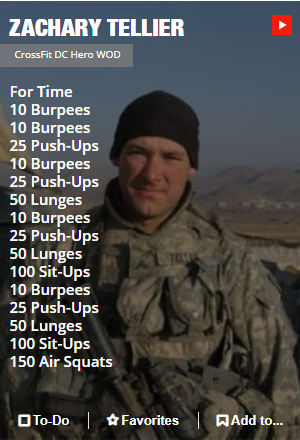 ZACHARY TELLIER
CrossFit DC Hero WOD
For Time
10 Burpees
10 Burpees
25 Push-Ups
10 Burpees
25 Push-Ups
50 Lunges
10 Burpees
25 Push-Ups
50 Lunges
100 Sit-Ups
10 Burpees
25 Push-Ups
50 Lunges
100 Sit-Ups
150 Air Squats
TELLIER
To-Do
Favorites
Add to...